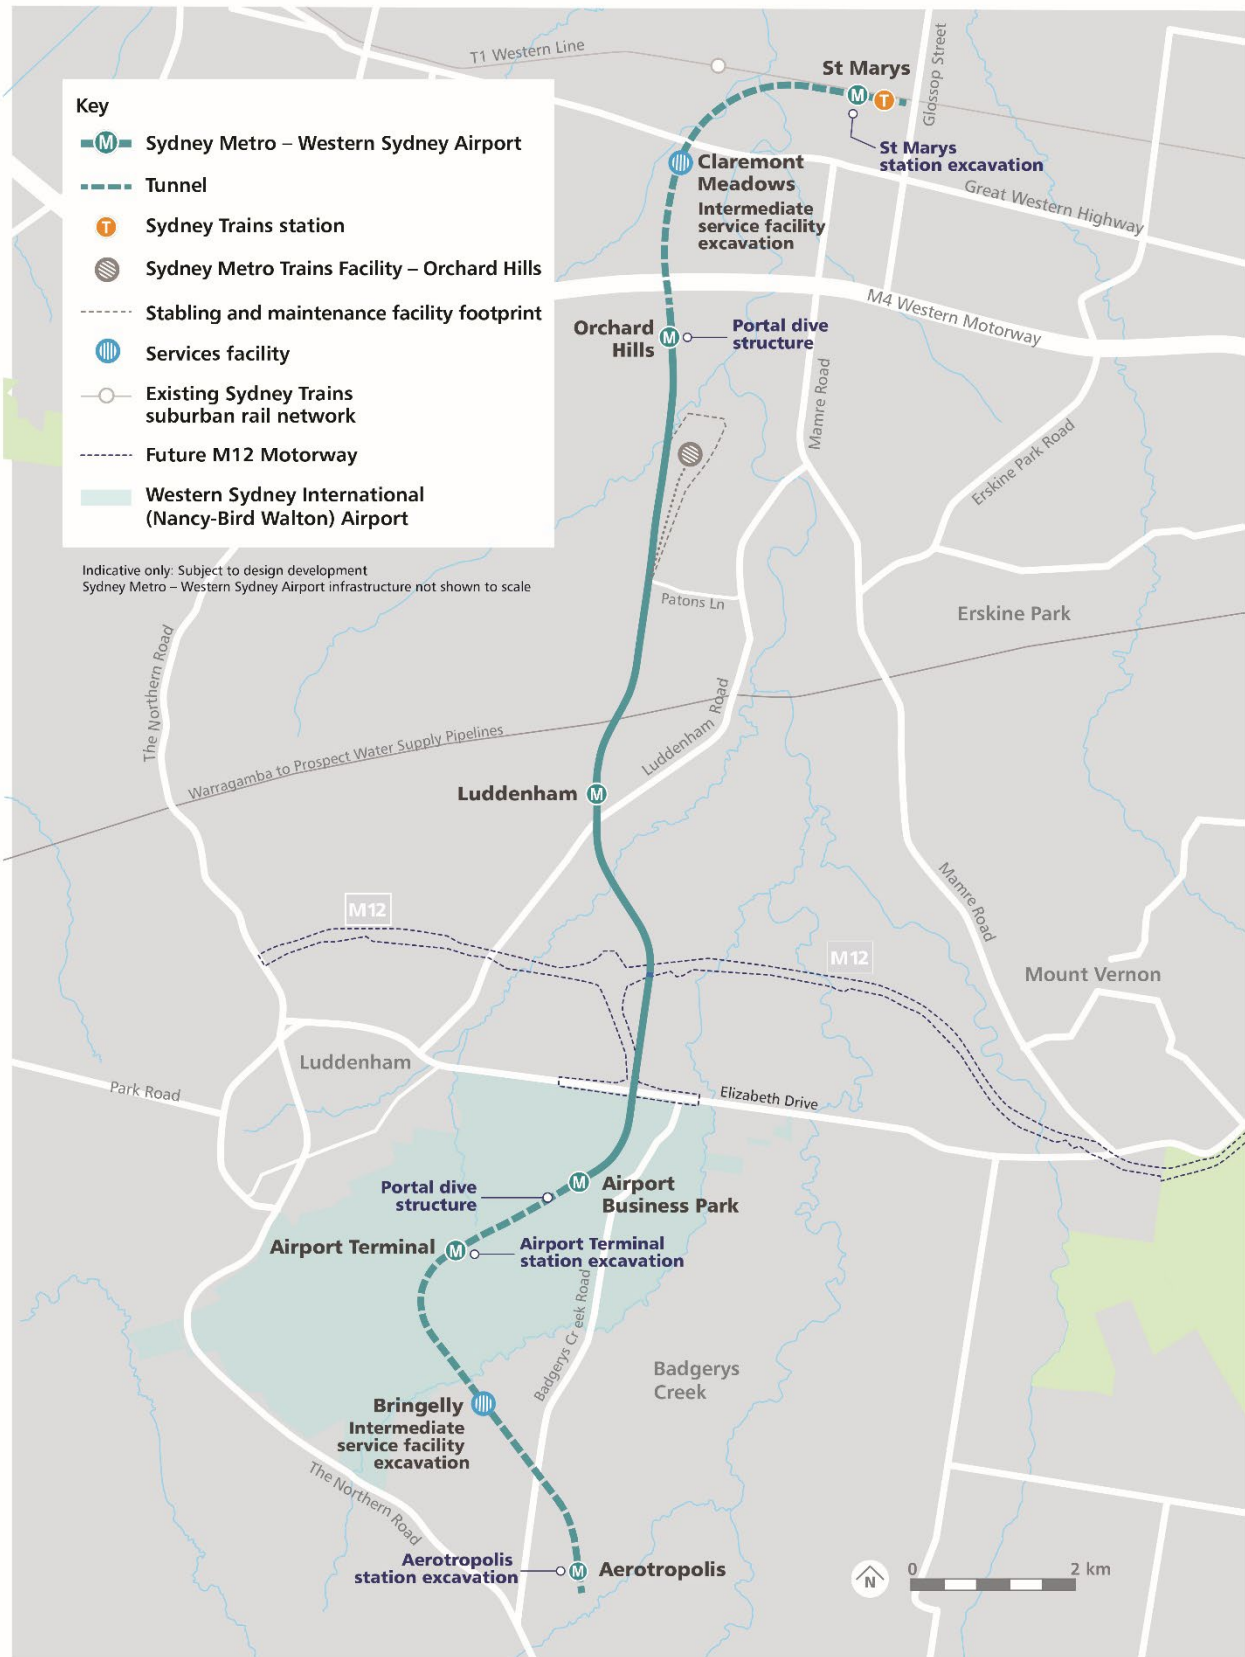 T1 Western Line
St Marys
Glossop Street
M
T
St Marys
station excavation
Key
M
Sydney Metro – Western Sydney Airport
Tunnel
T
Sydney Trains station
Sydney Metro Trains Facility – Orchard Hills
Stabling and maintenance facility footprint
Services facility
Existing Sydney Trains
suburban rail network
Future M12 Motorway
Western Sydney International
(Nancy-Bird Walton) Airport
Indicative only: Subject to design development
Sydney Metro – Western Sydney Airport infrastructure not shown to scale
Claremont
Meadows
Intermediate
service facility
excavation
Great Western Highway
M4 Western Motorway
Orchard
Hills
M
Portal dive
structure
Mamre Road
Erskine Park Road
Patons Ln
Erskine Park
The Northern Road
Warragamba to Prospect Water Supply Pipelines
Luddenham Road
Luddenham
M
Mamre Road
M12
M12
Mount Vernon
Luddenham
Park Road
Elizabeth Drive
Portal dive
structure
M
Airport
Business Park
Airport Terminal
M
Airport Terminal
station excavation
Badgerys Cr eek Road
Badgerys
Creek
Bringelly
Intermediate
service facility
excavation
The Northern Road
Aerotropolis
station excavation
M
Aerotropolis
N
0
2 km